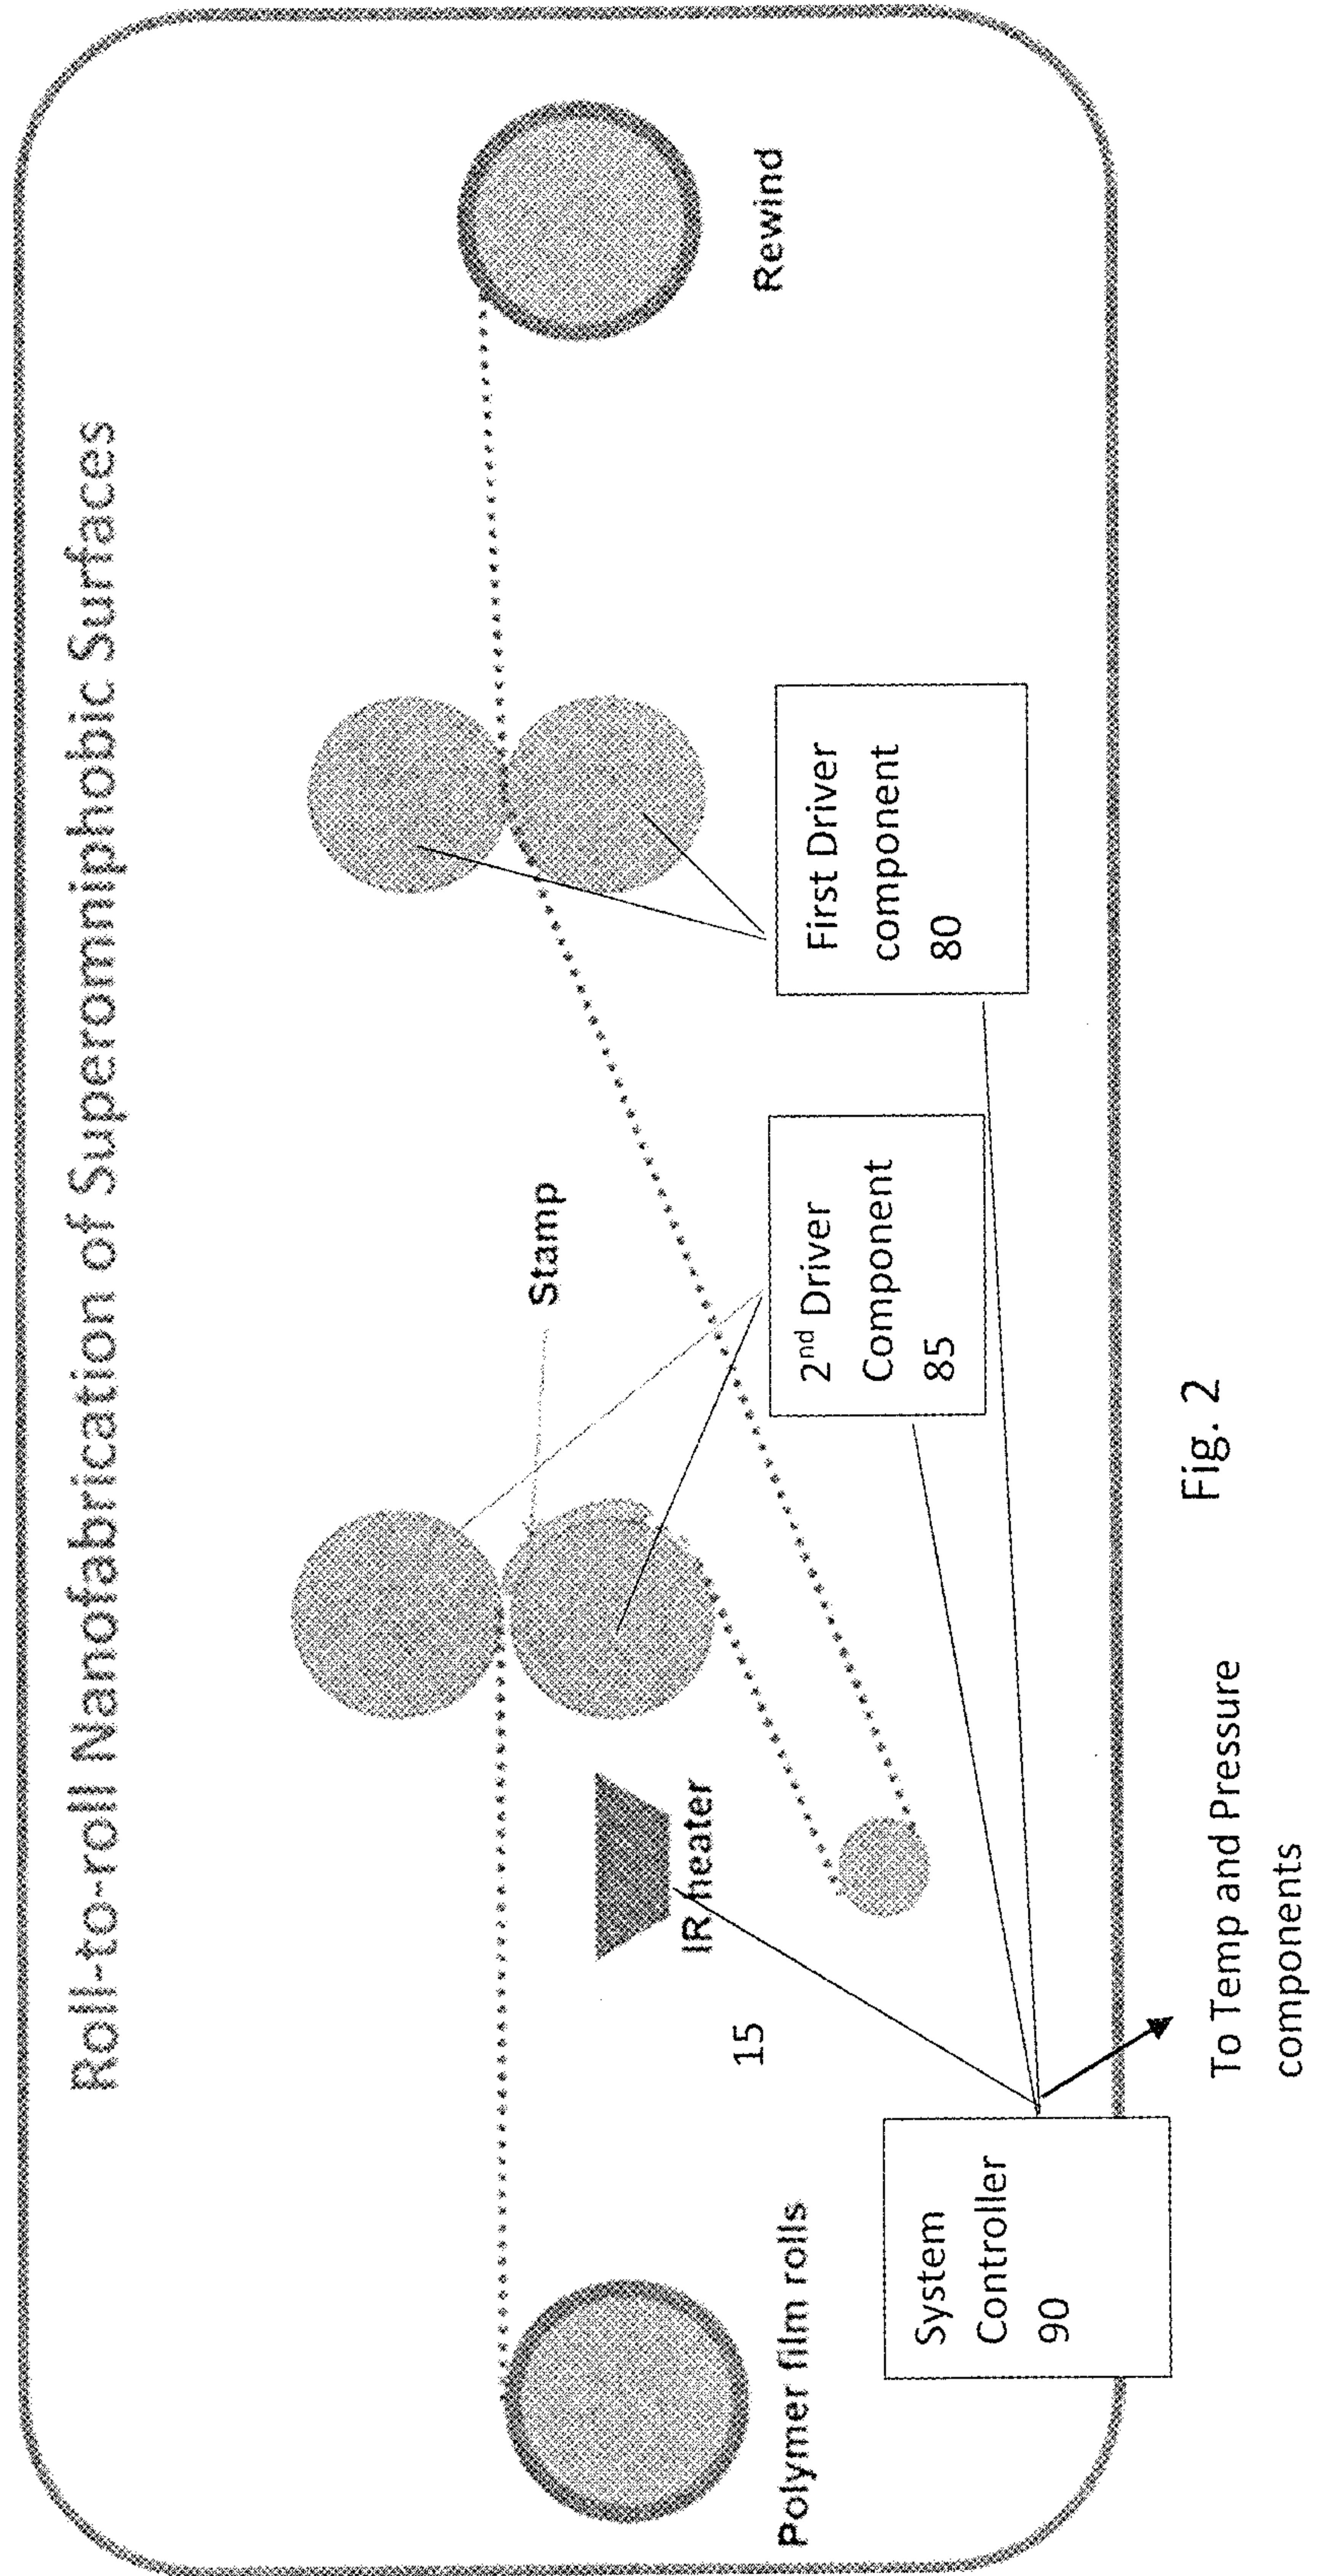 Roll-to-roll Nanofabrication of Superomniphobic Surfaces
Stamp
IR heater
15
Polymer film rolls
Rewind
System
Controller
90
2nd Driver
Component
85
First Driver
component
80
To Temp and Pressure
components
Fig. 2